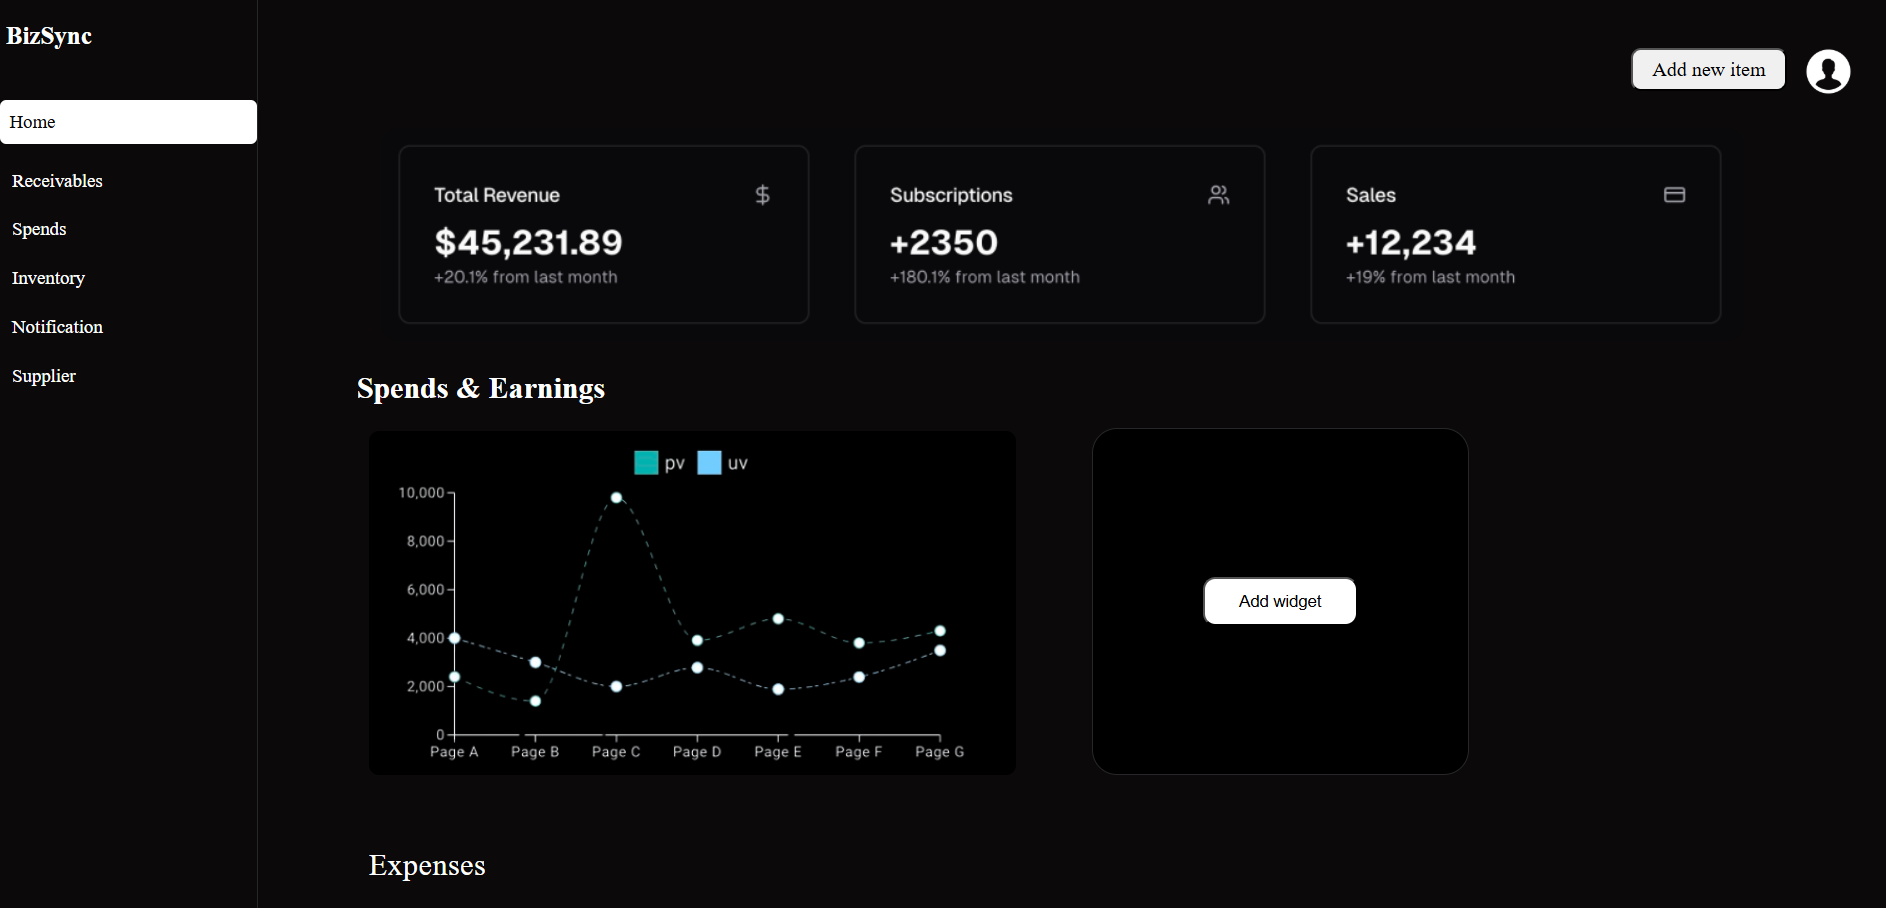 BizSync
Add new item
Home
Receivables
Spends
Inventory
Notification
Supplier
Total Revenue
$
$45,231.89
+20.1% from last month
Subscriptions
+2350
+180.1% from last month
Sales
+12,234
+19% from last month
Spends & Earnings
pv uv
10,000
8,000
6,000
4,000
2,000
0
Page A Page B Page C Page D Page E Page F Page G
Add widget
Expenses